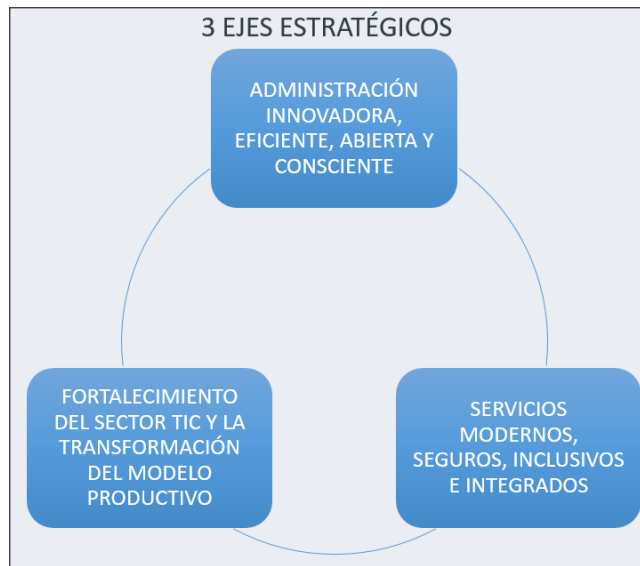 3 EJES ESTRATÉGICOS
ADMINISTRACIÓN
INNOVADORA,
EFICIENTE, ABIERTA Y
CONSCIENTE
FORTALECIMIENTO
DEL SECTOR TIC Y LA
TRANSFORMACIÓN
DEL MODELO
PRODUCTIVO
SERVICIOS
MODERNOS,
SEGUROS, INCLUSIVOS
E INTEGRADOS